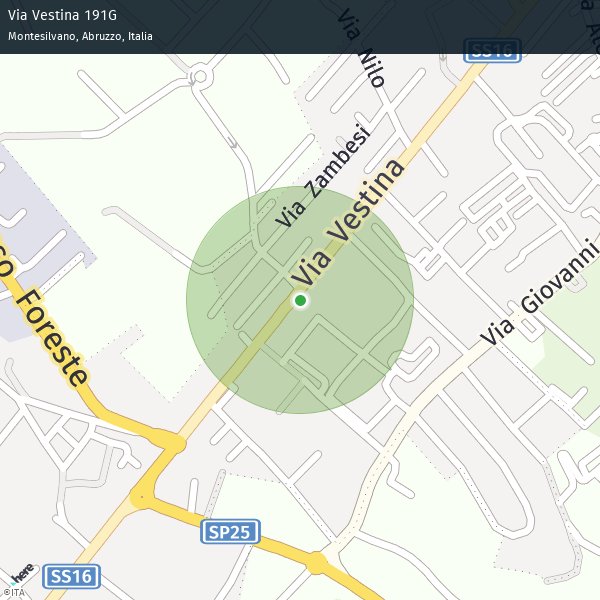 Via Vestina 191G
Montesilvano, Abruzzo, Italia
Via Nilo
SS16
Via Zambesi
Via Vestina
Via Giovanni
Foreste
SP25
SS16
here
©ITA